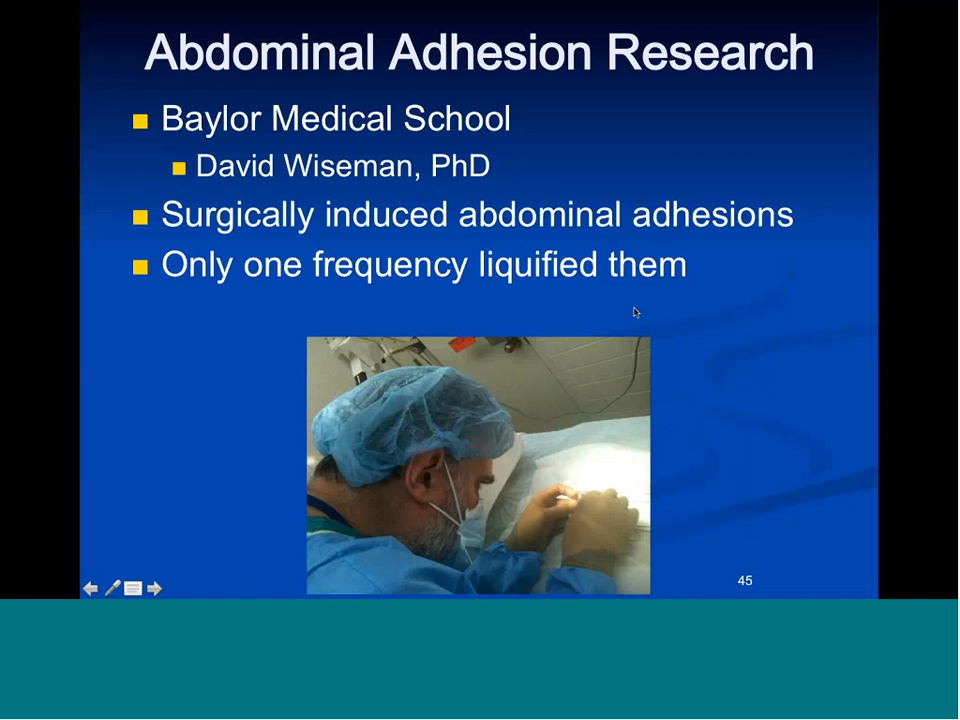 Abdominal Adhesion Research
Baylor Medical School
David Wiseman, PhD
Surgically induced abdominal adhesions
Only one frequency liquified them
45